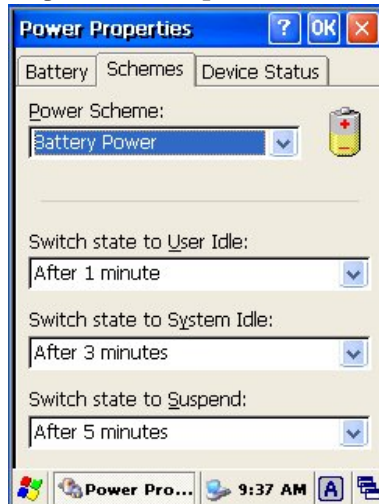 Power Properties ? OK ×
Battery Schemes Device Status
Power Scheme:
Battery Power
Switch state to User Idle:
After 1 minute
Switch state to System Idle:
After 3 minutes
Switch state to Suspend:
After 5 minutes
Power Pro... 9:37 AM A